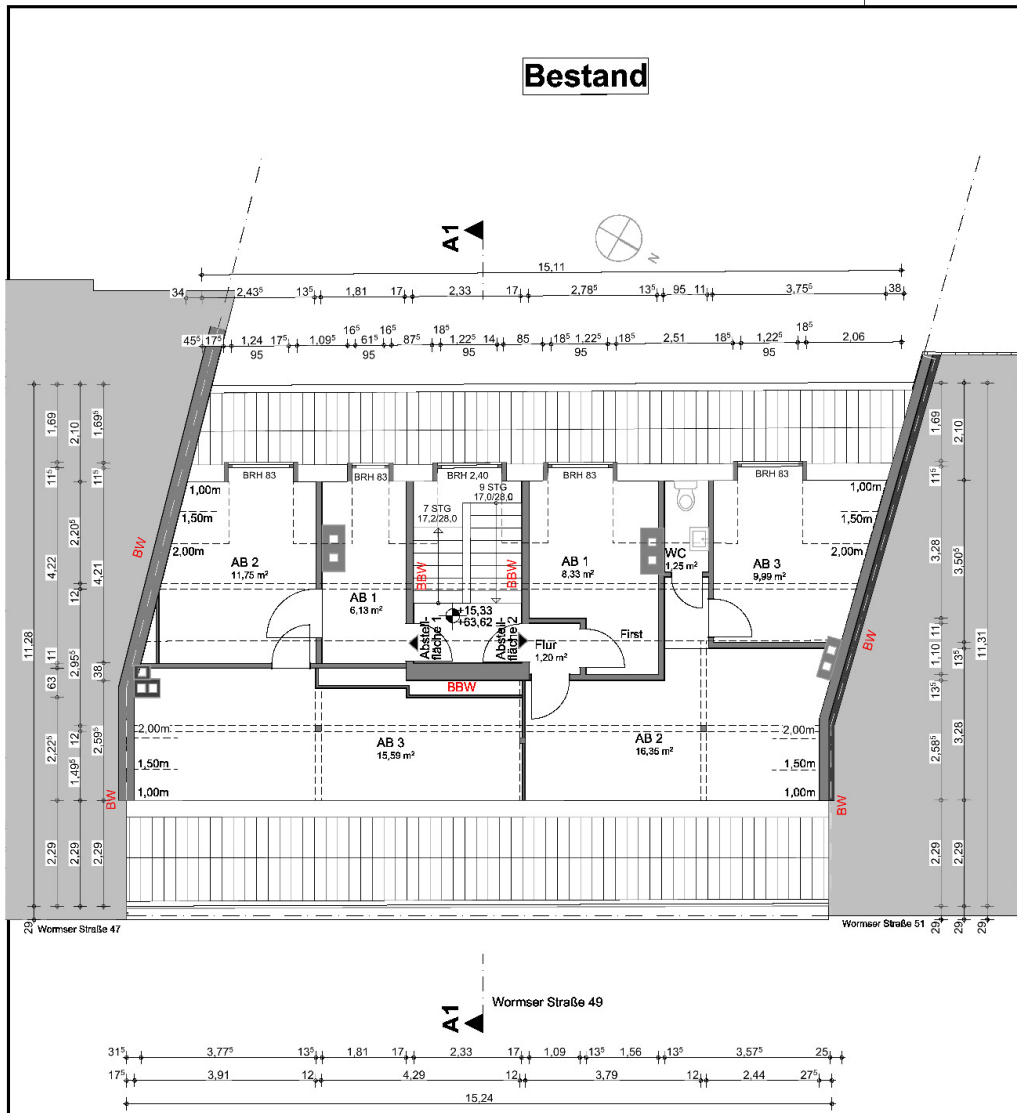 Bestand
A1
N
15,11
34 2,43⁵ 13⁵ 1,81 17 2,33 17 2,78⁵ 13⁵ 95 11 3,75⁵ 38
45⁵ 17⁵ 1,24 17⁵ 1,09⁵ 16⁵ 61⁵ 16⁵ 87⁵ 18⁵ 1,22⁵ 14 85 18⁵ 1,22⁵ 18⁵ 2,51 18⁵ 1,22⁵ 18⁵ 2,06
95 95 95 95 95
1,69 2,10 1,69⁵
11⁵ 11⁵
4,22 2,20⁵ 4,21
12
11,28
11 2,95⁵ 38
63
2,22⁵ 12 2,59⁵
1,49⁵
2,29 2,29 2,29
29
1,69 2,10
11⁵
3,28 3,50⁵
11
1,10 13⁵ 11,31
13⁵
2,58⁵ 3,28
2,29 2,29
29 29 29
BRH 83
BRH 83
BRH 2,40
BRH 83
BRH 83
1,00m
1,50m
2,00m
1,00m
1,50m
2,00m
9 STG
17,0/28,0
7 STG
17,2/28,0
BW
BBW
BBW
AB 2
11,75 m²
AB 1
6,13 m²
AB 1
8,33 m²
WC
1,25 m²
AB 3
9,99 m²
+15,33
+63,62
Abstell-
fläche 1
Abstell-
fläche 2
Flur
1,20 m²
First
BW
BBW
2,00m
1,50m
1,00m
AB 3
15,59 m²
AB 2
16,35 m²
2,00m
1,50m
1,00m
BW
BW
Wormser Straße 47
Wormser Straße 51
Wormser Straße 49
A1
31⁵ 3,77⁵ 13⁵ 1,81 17 2,33 17 1,09 13⁵ 1,56 13⁵ 3,57⁵ 25
17⁵ 3,91 12 4,29 12 3,79 12 2,44 27⁵
15,24